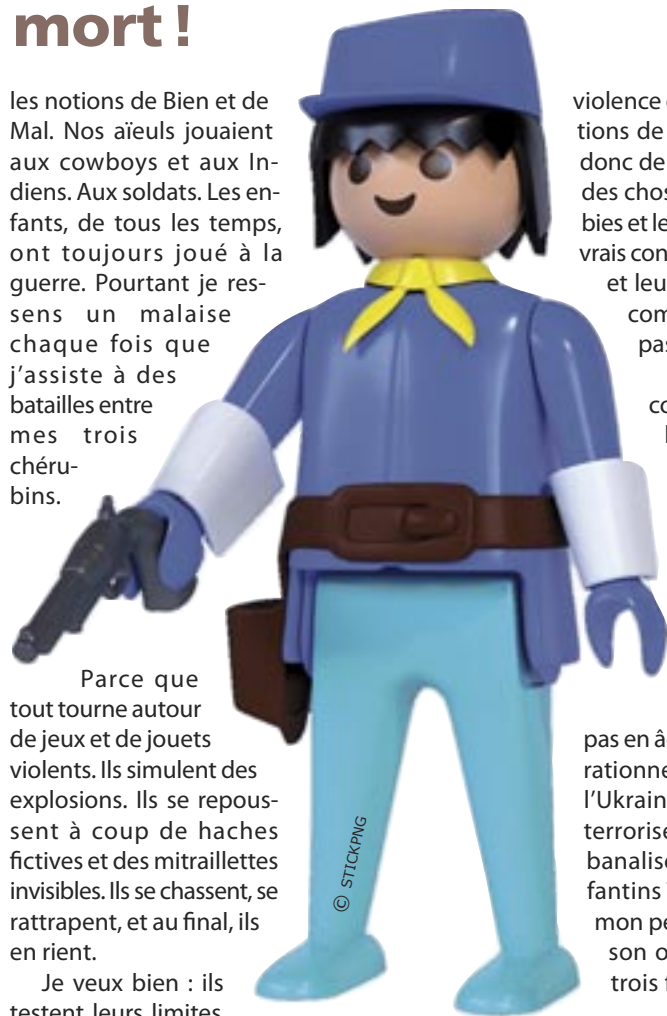 mort !
les notions de Bien et de
Mal. Nos aïeuls jouaient
aux cowboys et aux In-
diens. Aux soldats. Les en-
fants, de tous les temps,
ont toujours joué à la
guerre. Pourtant je res-
sens un malaise
chaque fois que
j’assiste à des
batailles entre
mes trois
chéru-
bins.
Parce que
tout tourne autour
de jeux et de jouets
violents. Ils simulent des
explosions. Ils se repous-
sent à coup de haches
fictives et des mitraillettes
invisibles. Ils se chassent, se
rattrapent, et au final, ils
en rient.
Je veux bien : ils
testent leurs limites
© STICKPNG
violence
tions de
donc de
des chos
bies et le
vrais con
et leu
com
pas
co
pas en â
rationne
l’Ukrain
terrorise
banalis
fantins
mon pe
son o
trois f